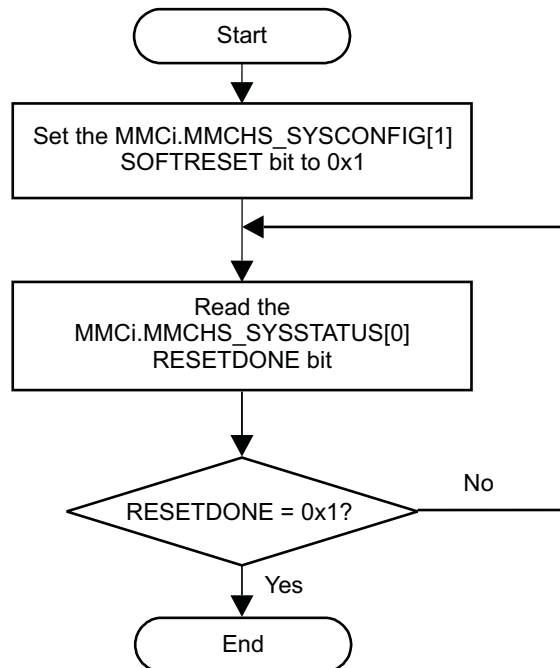 Start
Set the MMCi.MMCHS_SYSCONFIG[1]
SOFTRESET bit to 0x1
Read the
MMCi.MMCHS_SYSSTATUS[0]
RESETDONE bit
RESETDONE = 0x1?
No
Yes
End